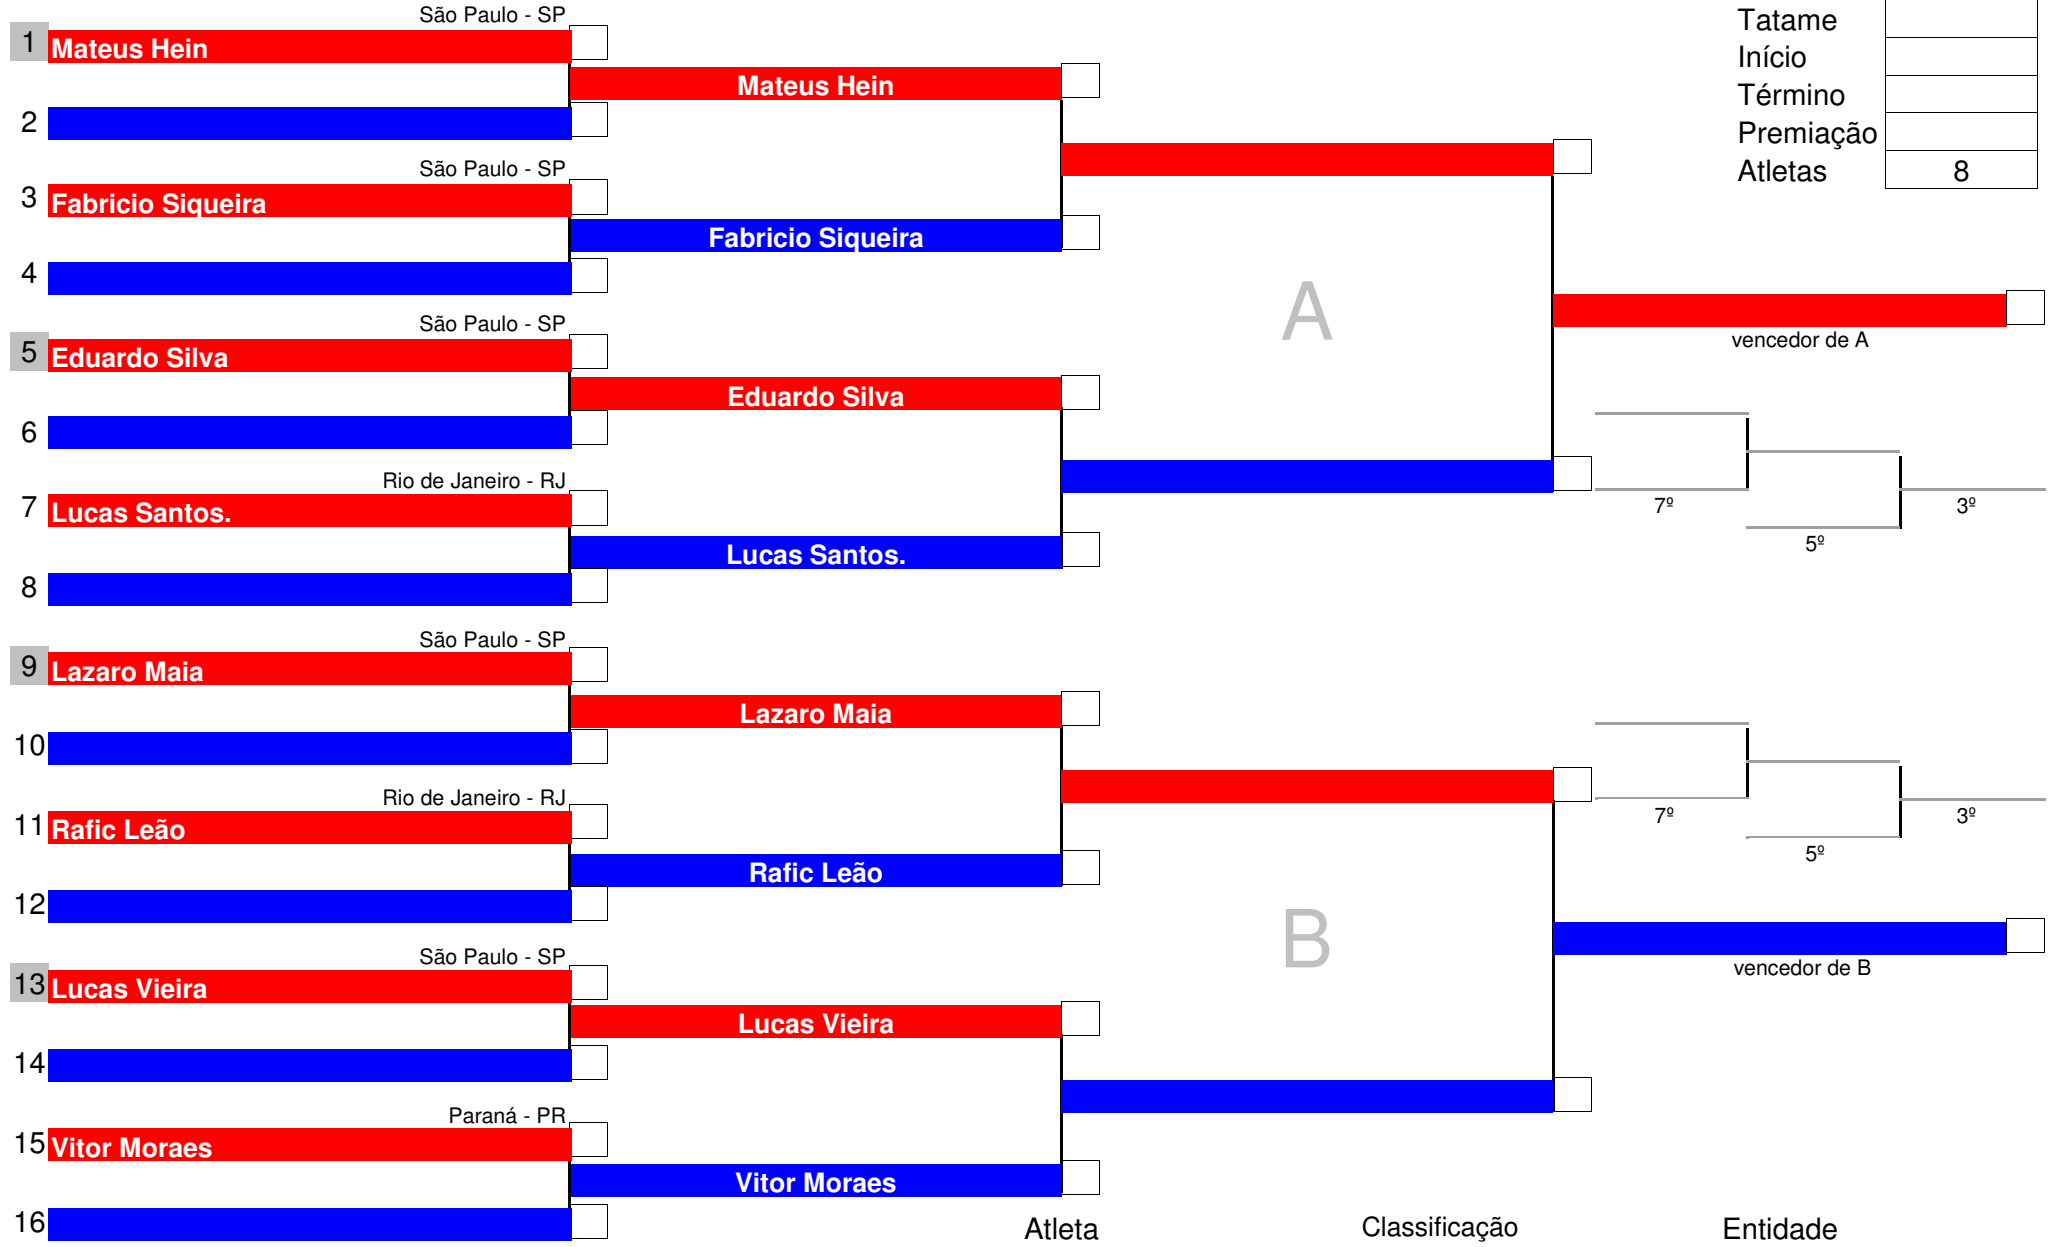 São Paulo - SP
1 Mateus Hein
Mateus Hein
2
São Paulo - SP
3 Fabricio Siqueira
Fabricio Siqueira
4
São Paulo - SP
5 Eduardo Silva
Eduardo Silva
6
Rio de Janeiro - RJ
7 Lucas Santos.
Lucas Santos.
8
São Paulo - SP
9 Lazaro Maia
Lazaro Maia
10
Rio de Janeiro - RJ
11 Rafic Leão
Rafic Leão
12
São Paulo - SP
13 Lucas Vieira
Lucas Vieira
14
Paraná - PR
15 Vitor Moraes
Vitor Moraes
16
A
B
Tatame
Início
Término
Premiação
Atletas 8
vencedor de A
7º
3º
5º
7º
3º
5º
vencedor de B
Atleta Classificação Entidade